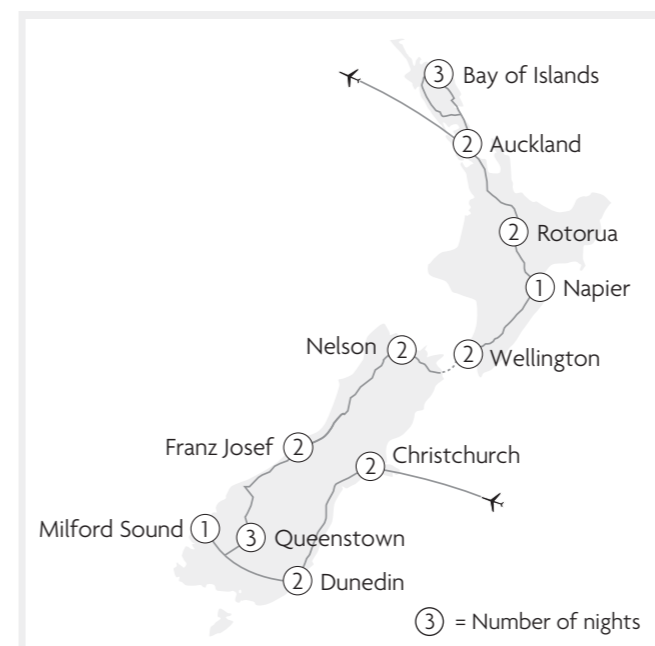 3 Bay of Islands
2 Auckland
2 Rotorua
1 Napier
Nelson 2
2 Wellington
Franz Josef 2
2 Christchurch
Milford Sound 1
3 Queenstown
2 Dunedin
3 = Number of nights